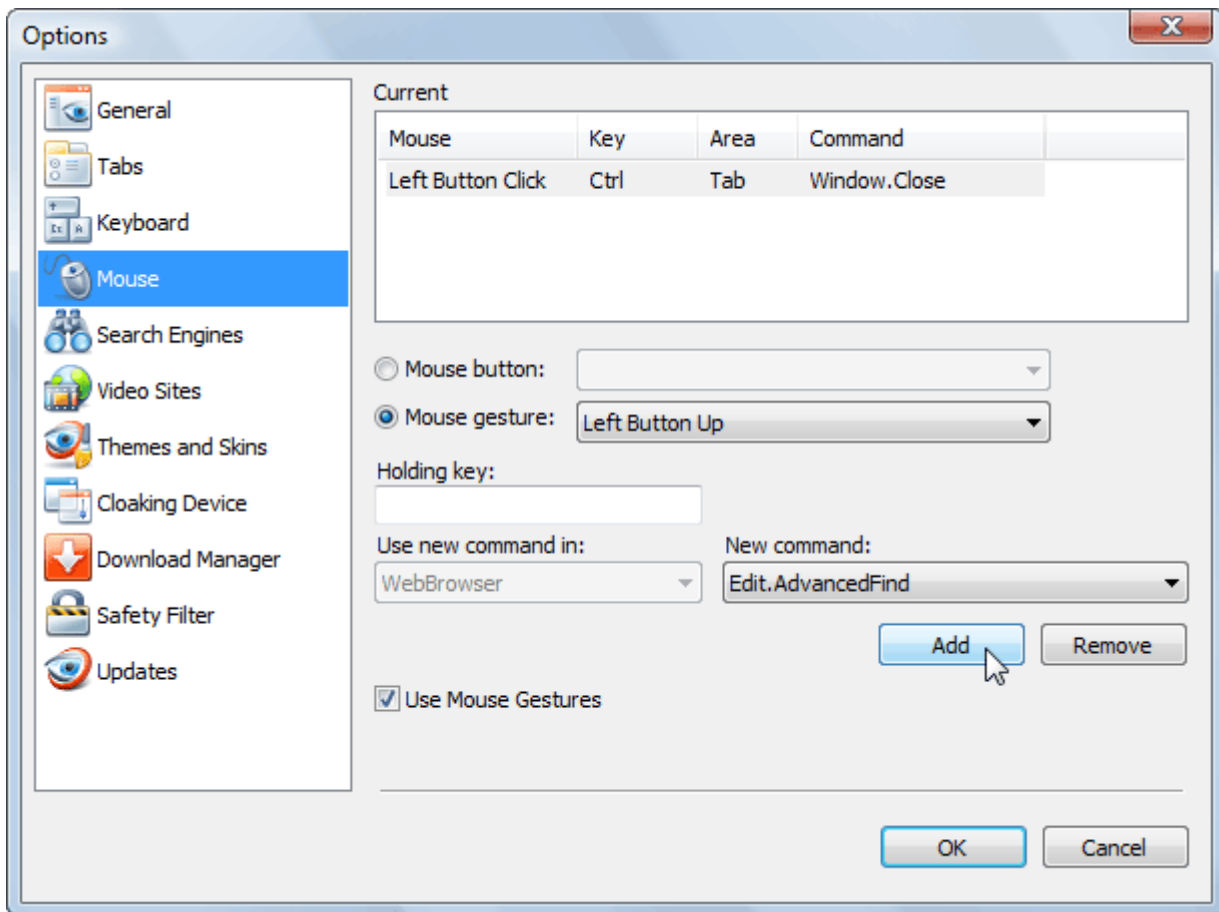 Options
General
Tabs
Keyboard
Mouse
Search Engines
Video Sites
Themes and Skins
Cloaking Device
Download Manager
Safety Filter
Updates
Current
Mouse Key Area Command
Left Button Click Ctrl Tab Window.Close
Mouse button:
Mouse gesture: Left Button Up
Holding key:
Use new command in: New command:
WebBrowser Edit.AdvancedFind
Add Remove
Use Mouse Gestures
OK Cancel